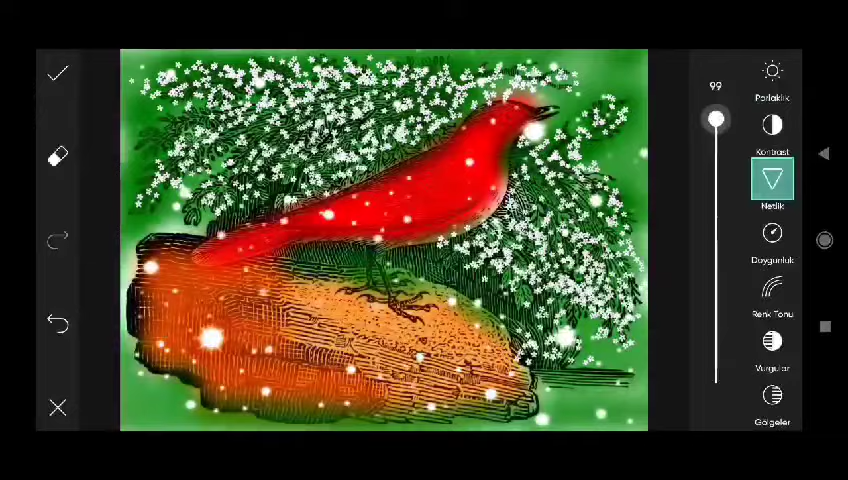 99
Parlaklık
Kontrast
Netlik
Doygunluk
Renk Tonu
Vurgular
Gölgeler